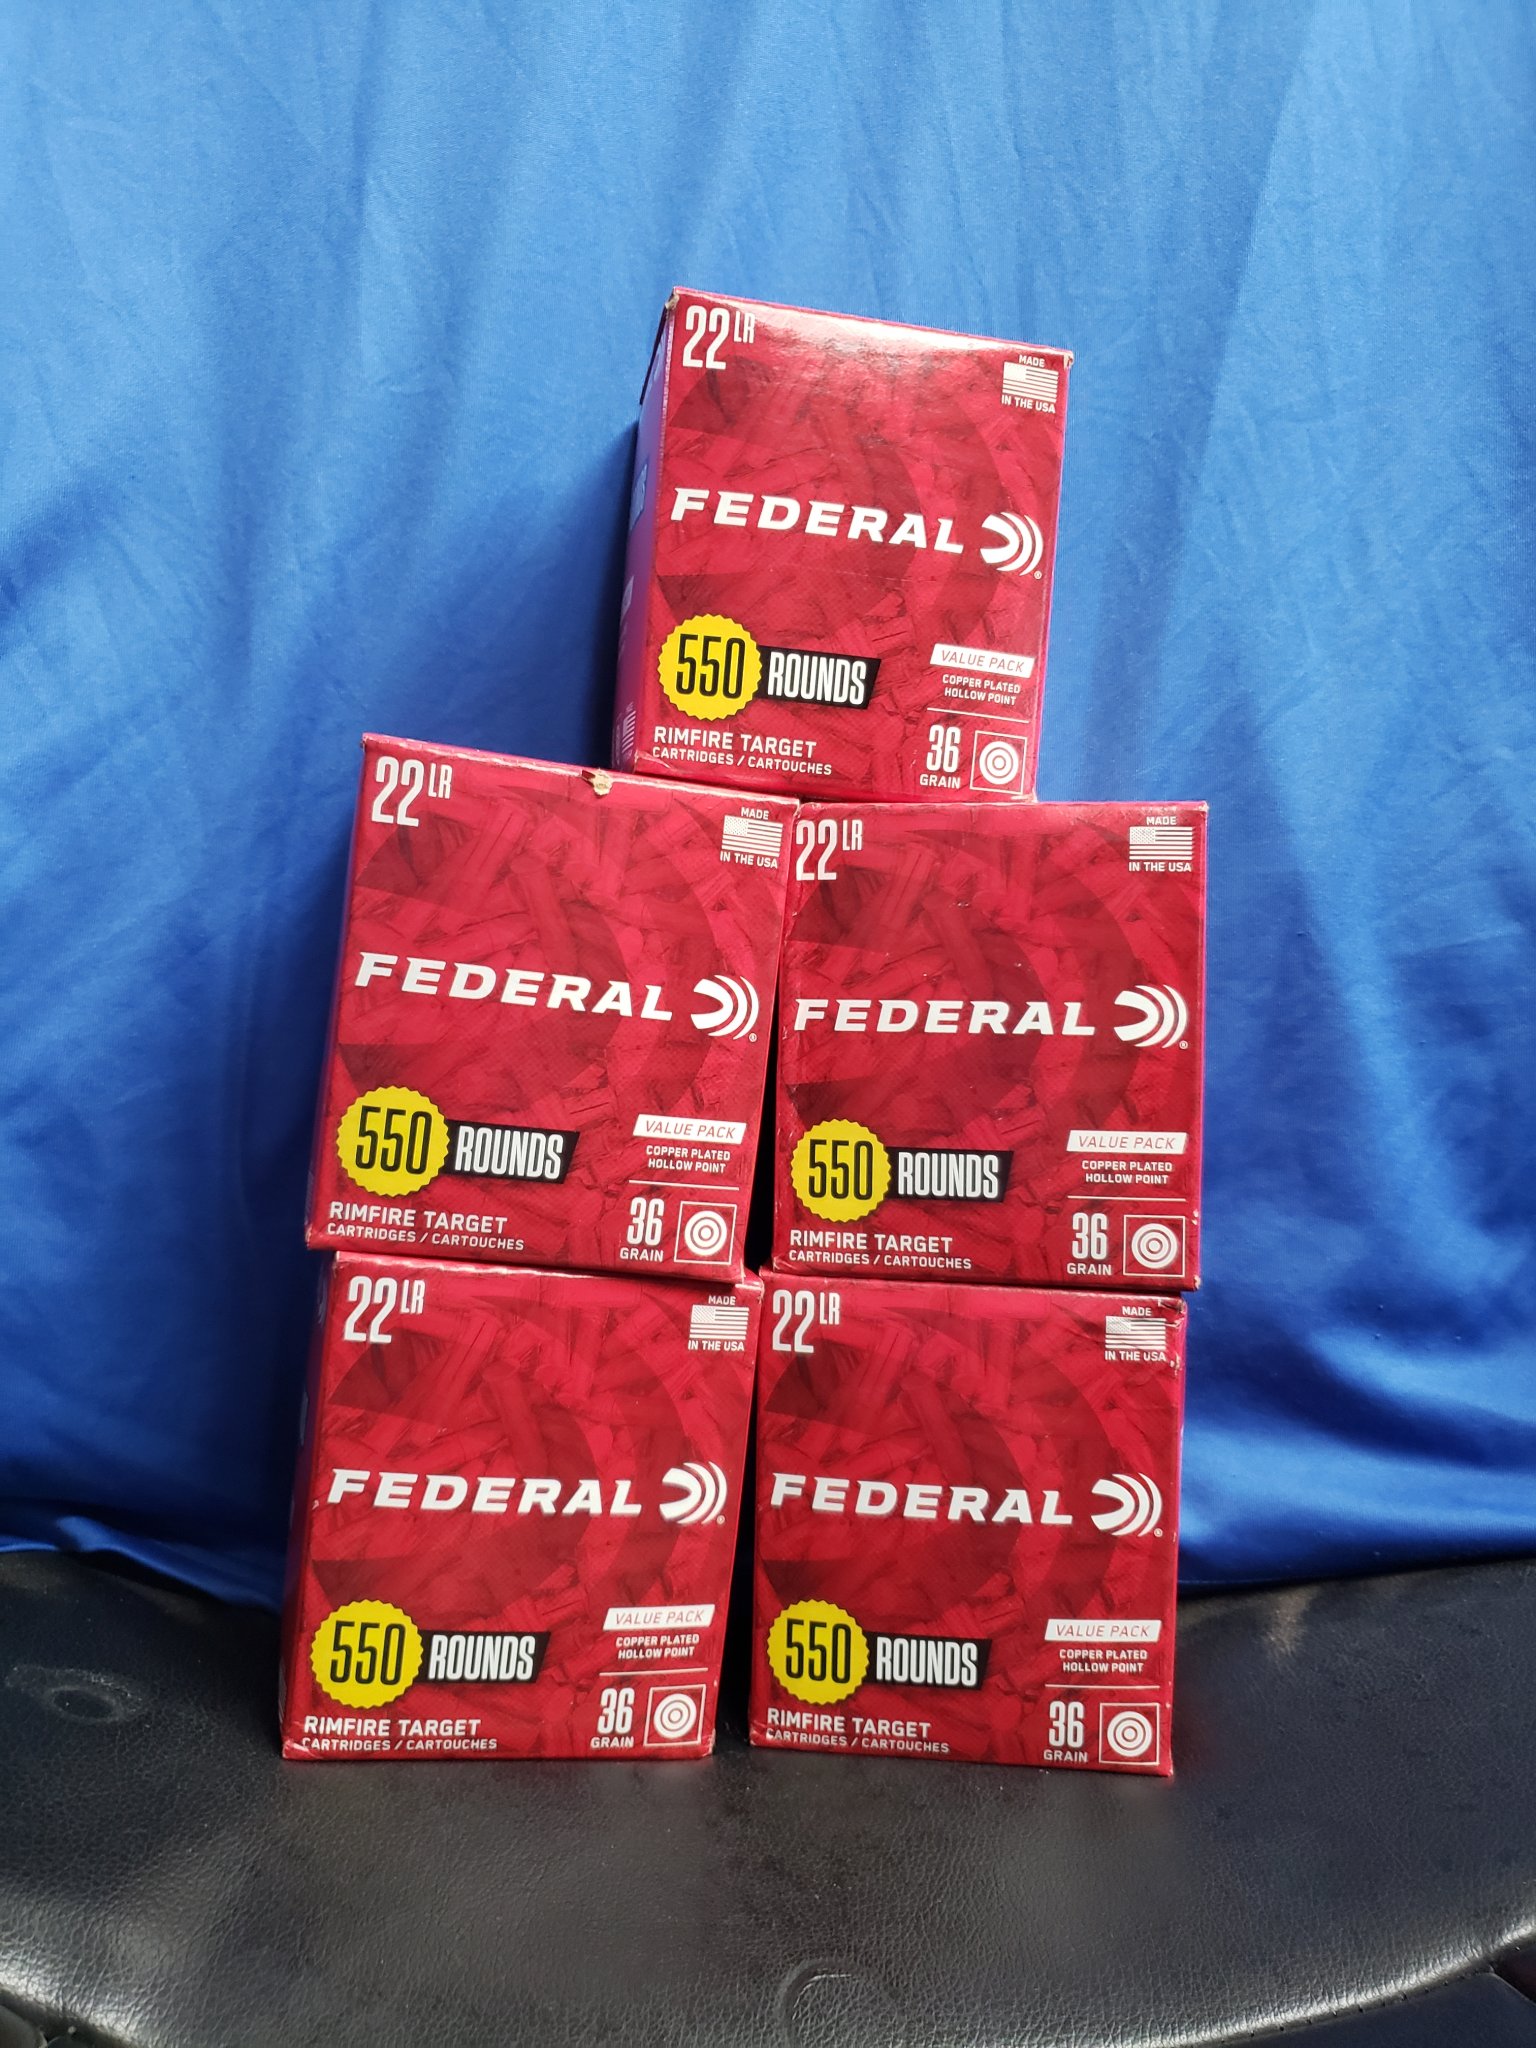 22 LR
MADE
IN THE USA
FEDERAL
550 ROUNDS
VALUE PACK
COPPER PLATED
HOLLOW POINT
RIMFIRE TARGET
CARTRIDGES / CARTOUCHES
36
GRAIN
22 LR
MADE
IN THE USA
FEDERAL
550 ROUNDS
VALUE PACK
COPPER PLATED
HOLLOW POINT
RIMFIRE TARGET
CARTRIDGES / CARTOUCHES
36
GRAIN
22 LR
MADE
IN THE USA
FEDERAL
550 ROUNDS
VALUE PACK
COPPER PLATED
HOLLOW POINT
RIMFIRE TARGET
CARTRIDGES / CARTOUCHES
36
GRAIN
22 LR
MADE
IN THE USA
FEDERAL
550 ROUNDS
VALUE PACK
COPPER PLATED
HOLLOW POINT
RIMFIRE TARGET
CARTRIDGES / CARTOUCHES
36
GRAIN
22 LR
MADE
IN THE USA
FEDERAL
550 ROUNDS
VALUE PACK
COPPER PLATED
HOLLOW POINT
RIMFIRE TARGET
CARTRIDGES / CARTOUCHES
36
GRAIN